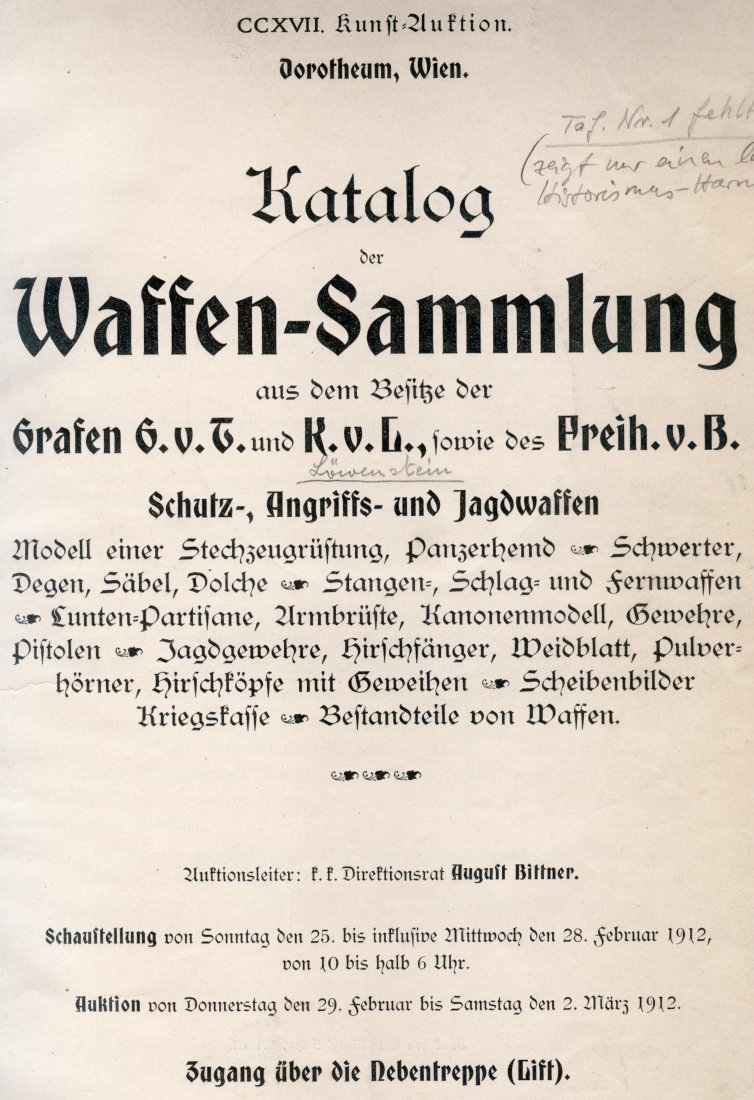 CCXVII. Kunst-Auktion.
Dorotheum, Wien.
Taf. Nr. 1 fehlt
(zeigt nur einen
Historismus-Harn
Katalog
der
Waffen-Sammlung
aus dem Besitze der
Grafen G. v. T. und K. v. L., sowie des Freih. v. B.
Löwenstein
Schutz-, Angriffs- und Jagdwaffen
Modell einer Stechzeugrüstung, Panzerhemd Schwerter,
Degen, Säbel, Dolche Stangen-, Schlag- und Fernwaffen
Lunten-Partisane, Armbrüste, Kanonenmodell, Gewehre,
Pistolen Jagdgewehre, Hirschfänger, Weidblatt, Pulver-
hörner, Hirschköpfe mit Geweihen Scheibenbilder
Kriegskasse Bestandteile von Waffen.
Auktionsleiter: k. k. Direktionsrat August Bittner.
Schaustellung von Sonntag den 25. bis inklusive Mittwoch den 28. Februar 1912,
von 10 bis halb 6 Uhr.
Auktion von Donnerstag den 29. Februar bis Samstag den 2. März 1912.
Zugang über die Nebentreppe (Lift).